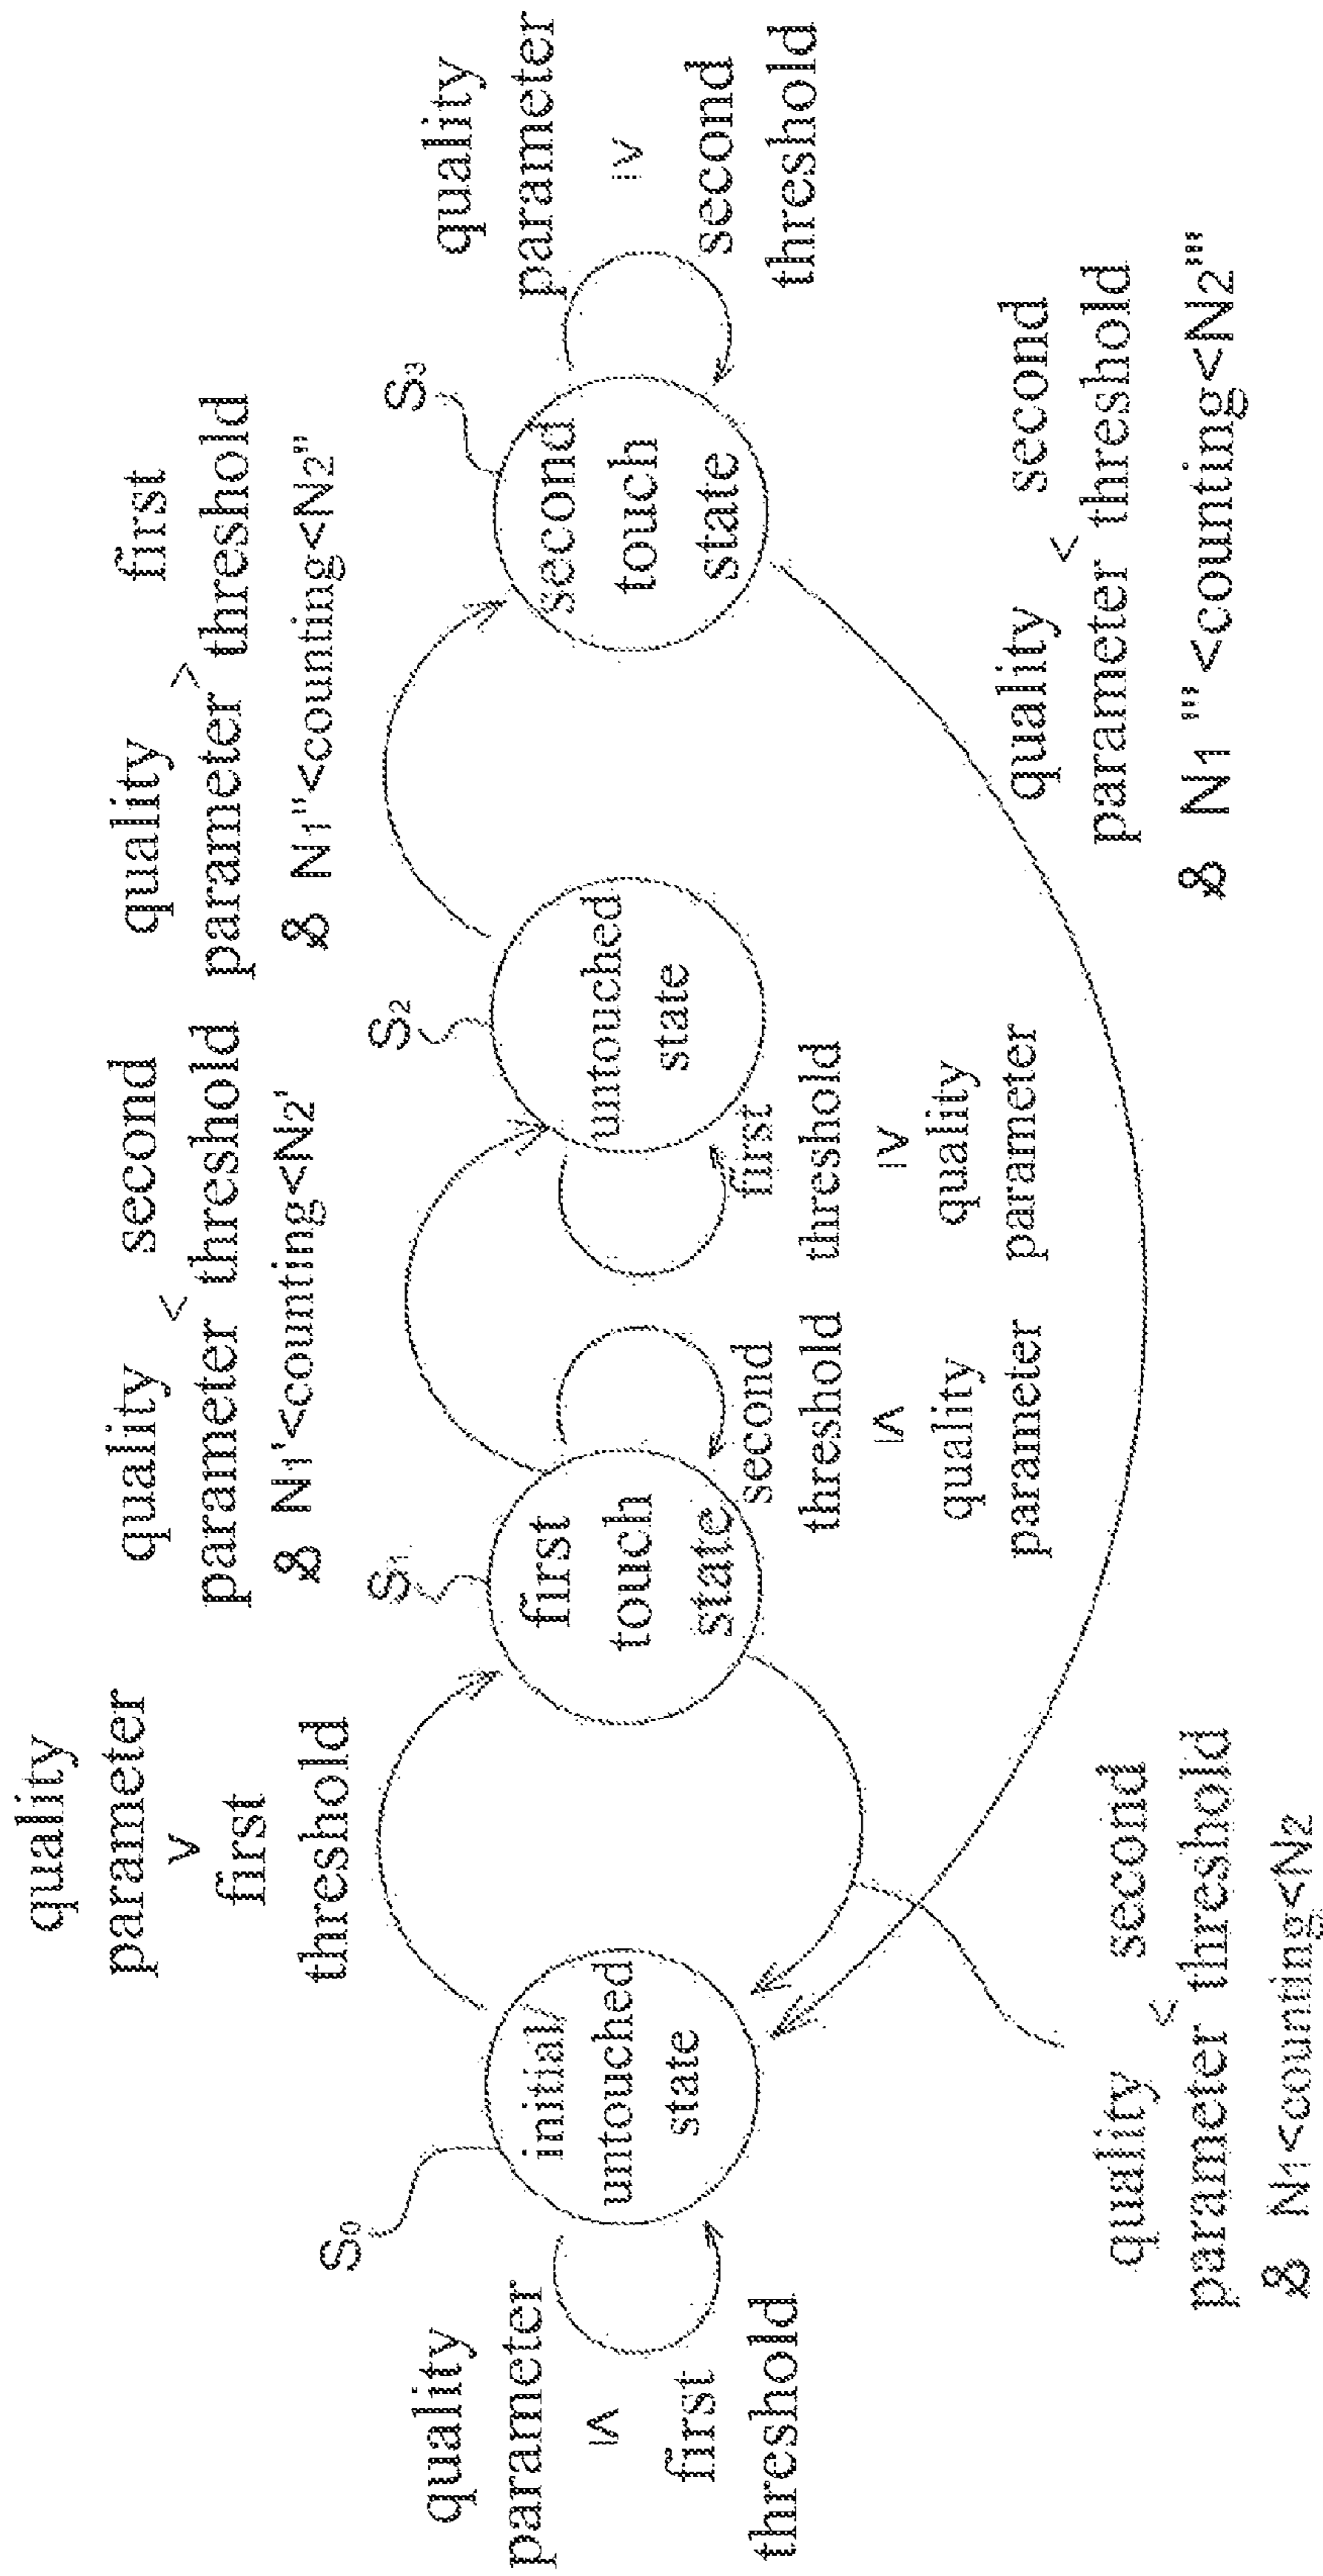 quality
parameter
>
first
threshold
quality second
parameter < threshold
& N1'<counting<N2'
quality first
parameter > threshold
& N1''<counting<N2''
S0
S1
S2
S3
initial/
untouched
state
first
touch
state
untouched
state
second
touch
state
quality
parameter
≤
first
threshold
second
threshold
≤
quality
parameter
first
threshold
≥
quality
parameter
quality
parameter
≥
second
threshold
quality second
parameter < threshold
& N1<counting<N2
quality second
parameter < threshold
& N1'''<counting<N2'''